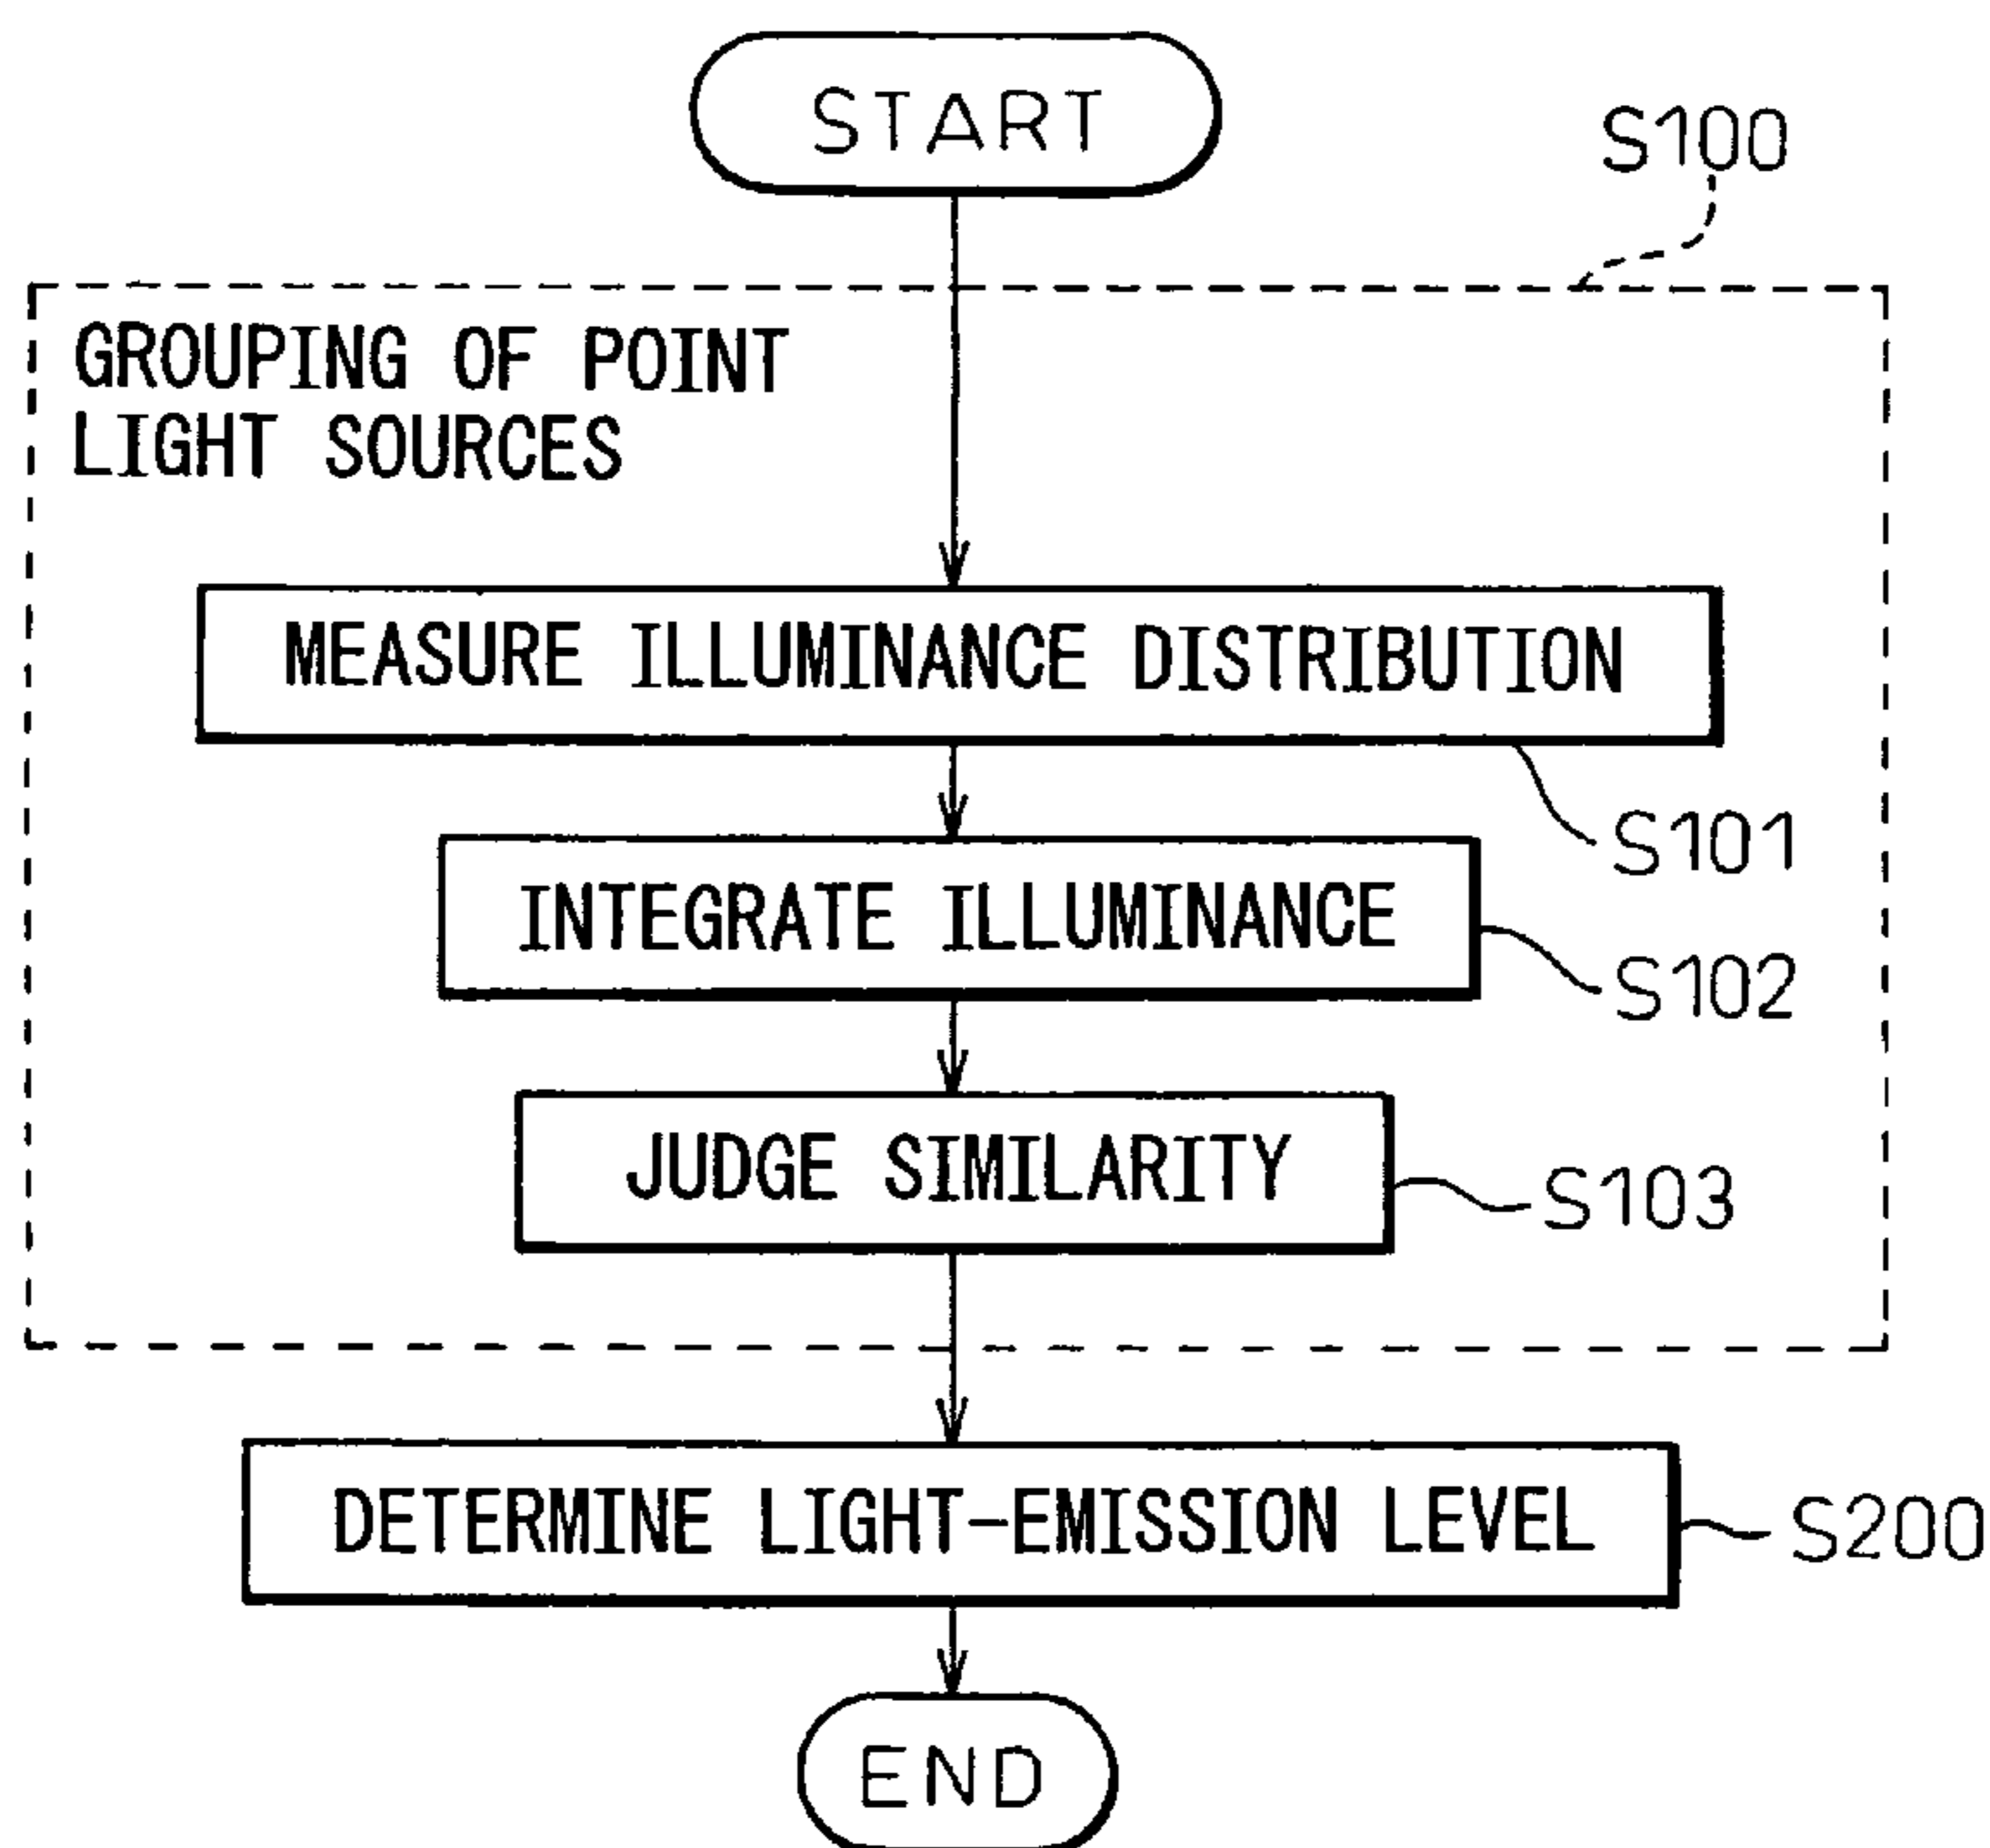 START
S100
GROUPING OF POINT
LIGHT SOURCES
MEASURE ILLUMINANCE DISTRIBUTION
S101
INTEGRATE ILLUMINANCE
S102
JUDGE SIMILARITY
S103
DETERMINE LIGHT-EMISSION LEVEL
S200
END